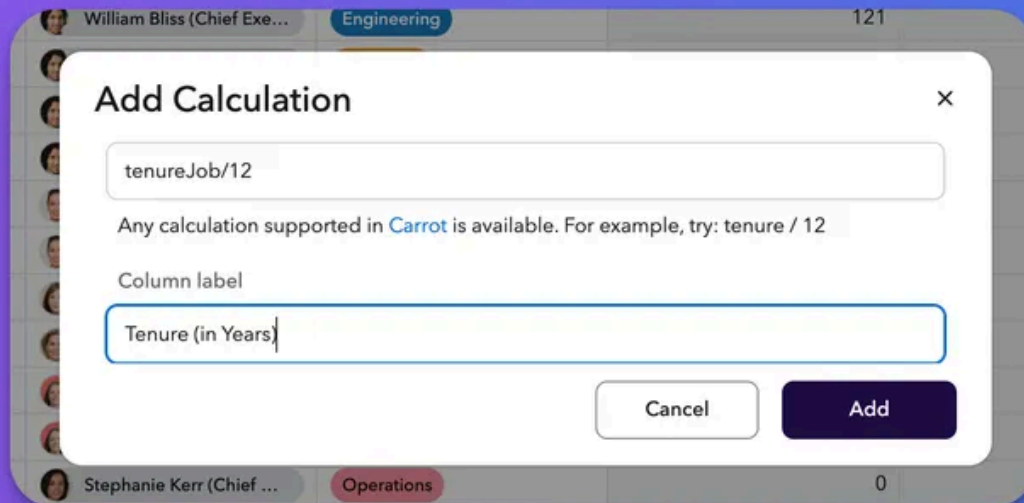 William Bliss (Chief Exe...
Engineering
121
Add Calculation
×
tenureJob/12
Any calculation supported in Carrot is available. For example, try: tenure / 12
Column label
Tenure (in Years)
Cancel
Add
Stephanie Kerr (Chief ...
Operations
0